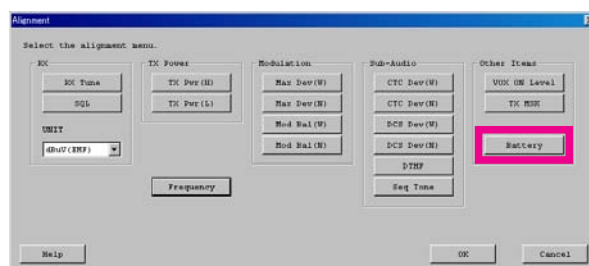 Alignment
Select the alignment menu.
RX
RX Tune
SQL
UNIT
dBuV(EMF)
TX Power
TX Pwr(H)
TX Pwr(L)
Frequency
Modulation
Max Dev(W)
Max Dev(N)
Mod Bal(W)
Mod Bal(N)
Sub-Audio
CTC Dev(W)
CTC Dev(N)
DCS Dev(W)
DCS Dev(N)
DTMF
Seq Tone
Other Items
VOX ON Level
TX MSK
Battery
Help
OK
Cancel